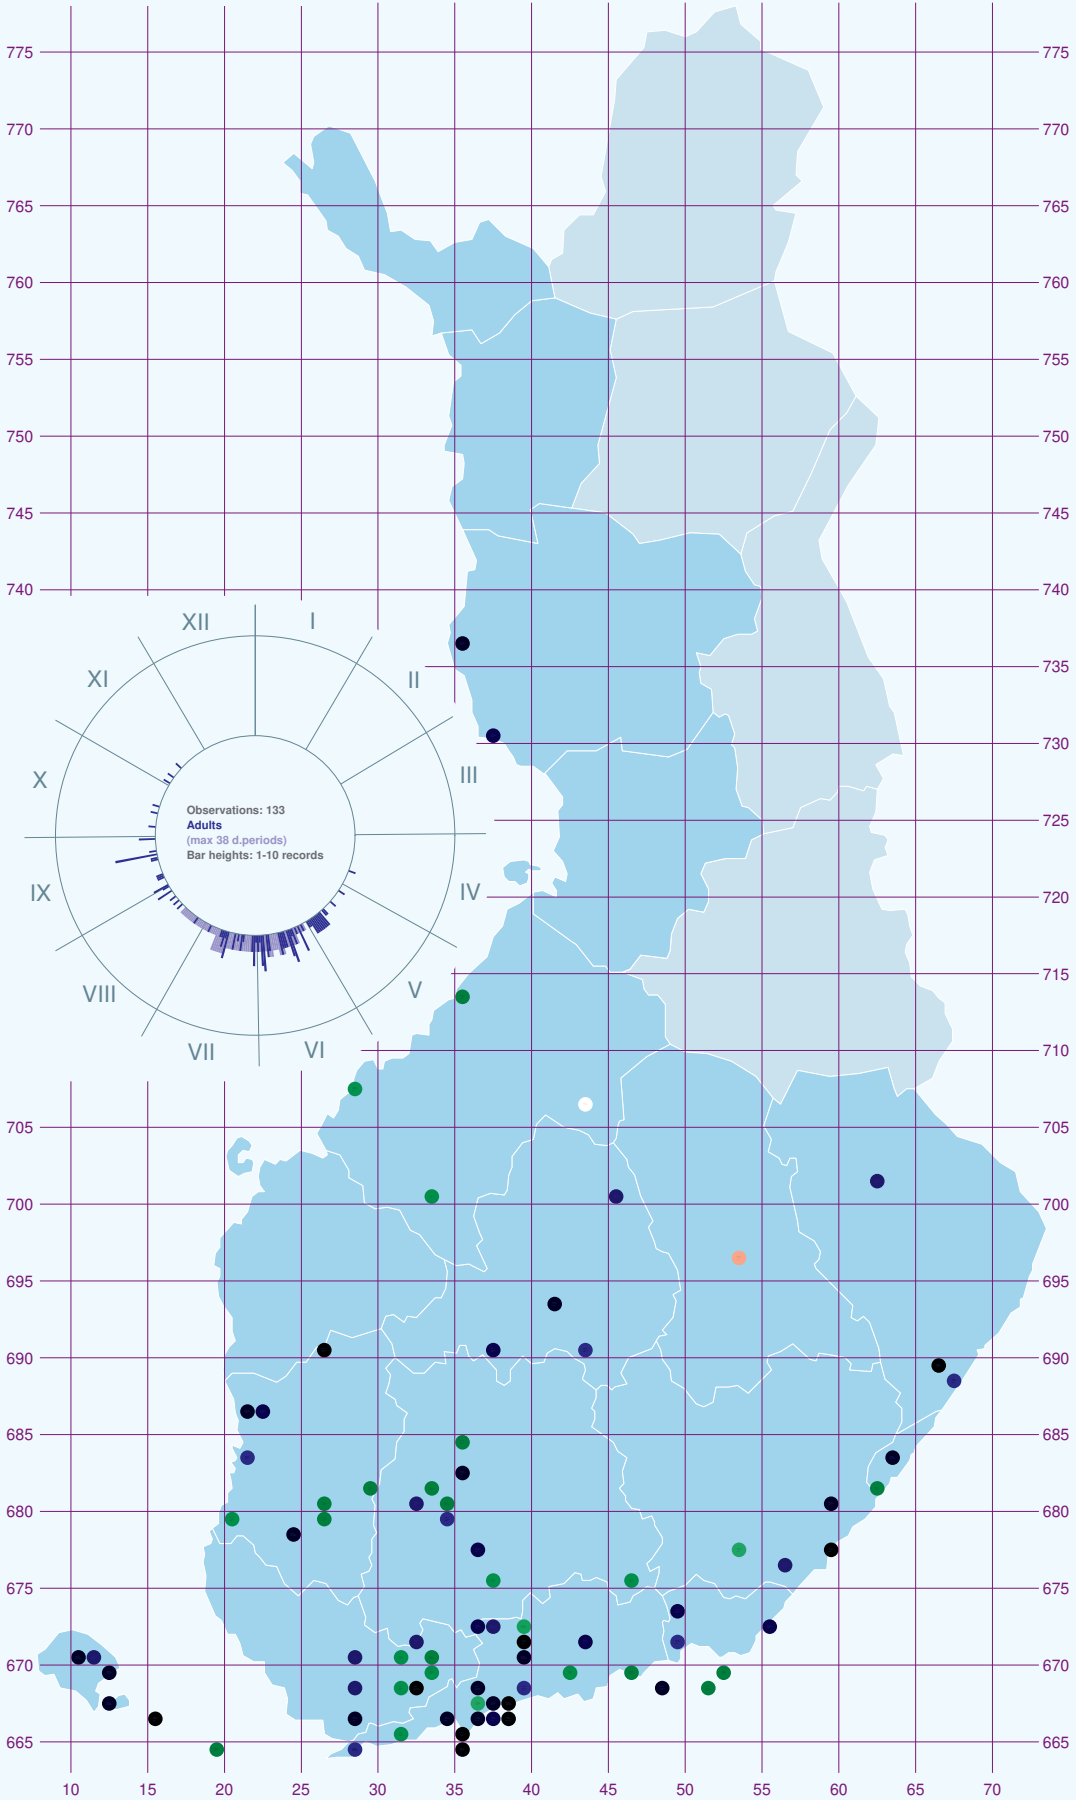 775 775
770 770
765 765
760 760
755 755
750 750
745 745
740 740
XII I
XI II
735
730
X III
Observations: 133
Adults
(max 38 d.periods)
Bar heights: 1-10 records
725
IX IV
720
VIII V
715
VII VI
710
705 705
700 700
695 695
690 690
685 685
680 680
675 675
670 670
665 665
10 15 20 25 30 35 40 45 50 55 60 65 70